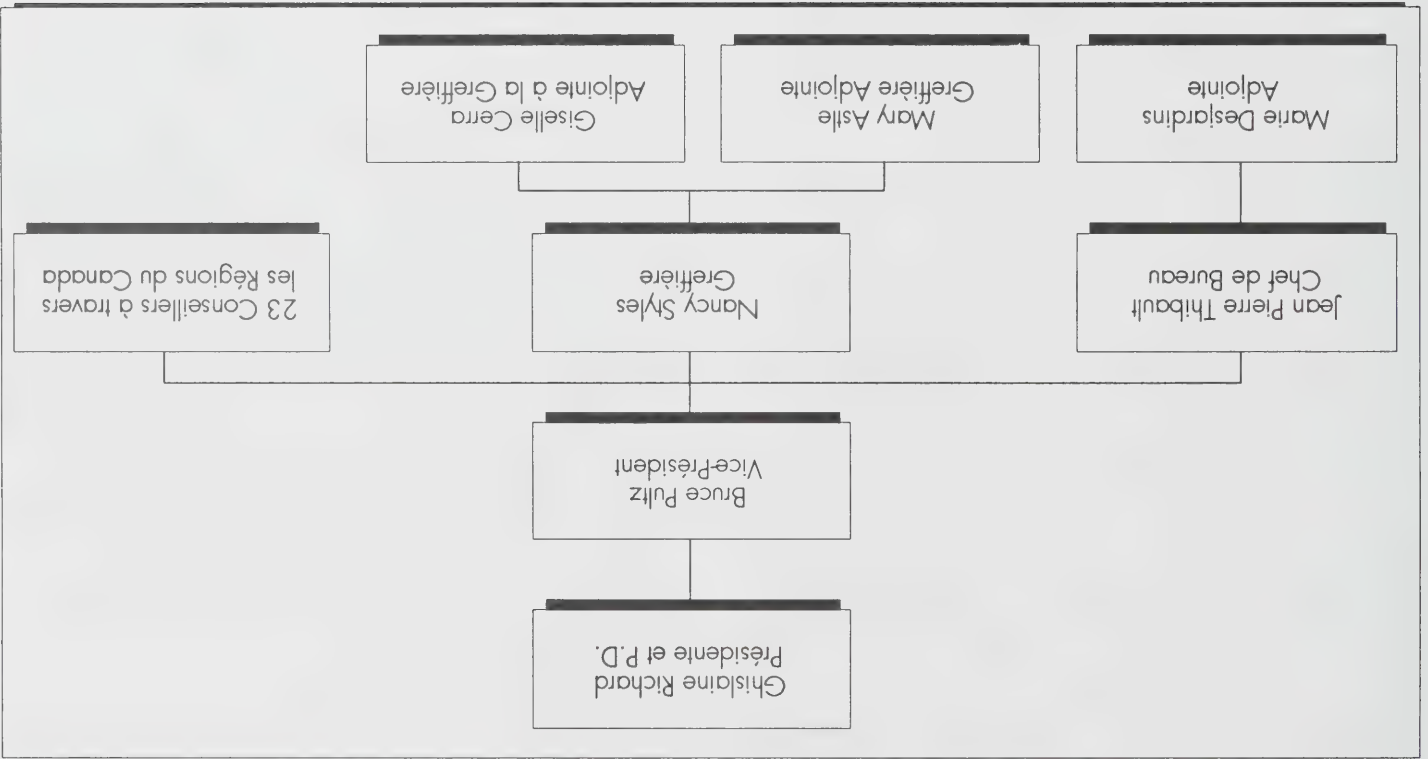 Ghislaine Richard
Présidente et P.D.
Bruce Pultz
Vice-Président
Jean Pierre Thibault
Chef de Bureau
Nancy Styles
Greffière
23 Conseillers à travers
les Régions du Canada
Marie Desjardins
Adjointe
Mary Astle
Greffière Adjointe
Giselle Cerra
Adjointe à la Greffière